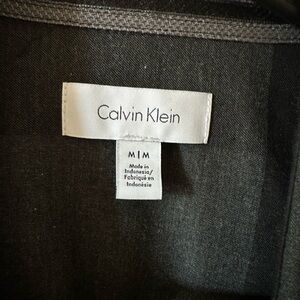 Calvin Klein
M | M
Made in
Indonesia/
Fabriqué en
Indonésie